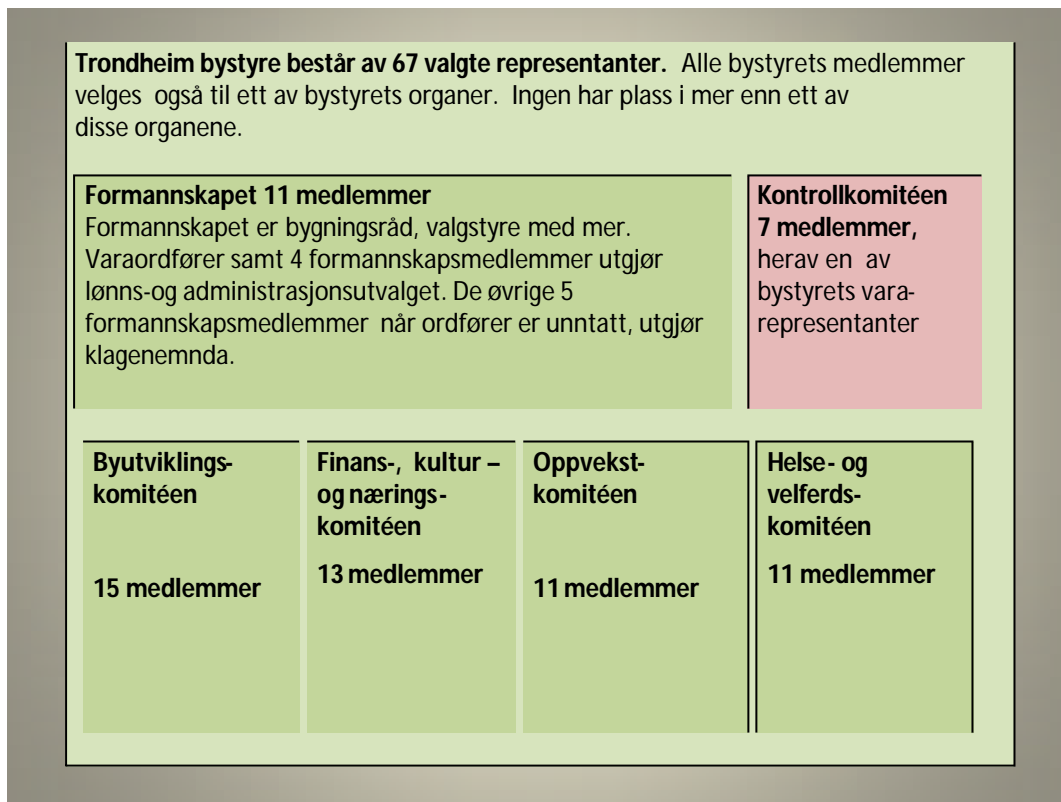 Trondheim bystyre består av 67 valgte representanter. Alle bystyrets medlemmer
velges også til ett av bystyrets organer. Ingen har plass i mer enn ett av
disse organene.
Formannskapet 11 medlemmer
Formannskapet er bygningsråd, valgstyre med mer.
Varaordfører samt 4 formannskapsmedlemmer utgjør
lønns-og administrasjonsutvalget. De øvrige 5
formannskapsmedlemmer når ordfører er unntatt, utgjør
klagenemnda.
Kontrollkomitéen
7 medlemmer,
herav en av
bystyrets vara-
representanter
Byutviklings-
komitéen
15 medlemmer
Finans-, kultur –
og nærings-
komitéen
13 medlemmer
Oppvekst-
komitéen
11 medlemmer
Helse- og
velferds-
komitéen
11 medlemmer